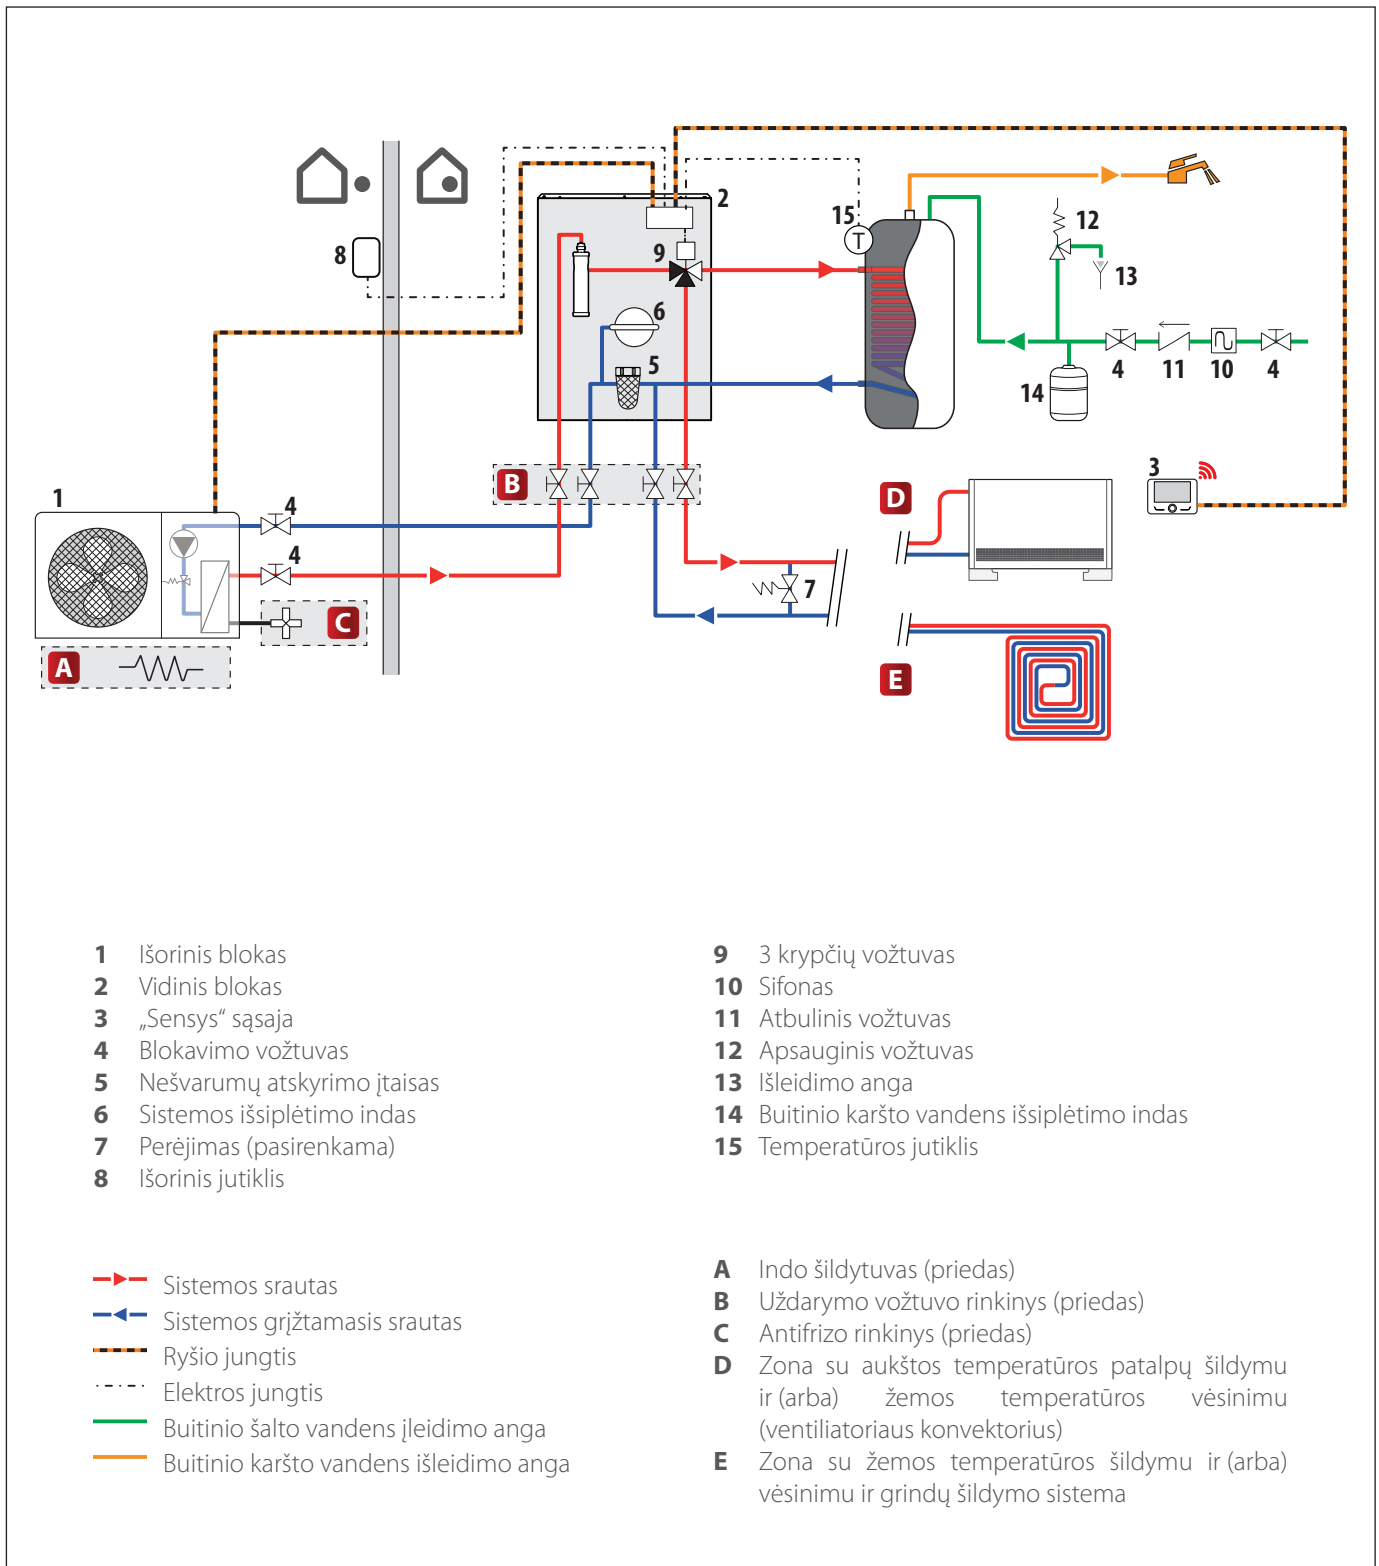 2
15
T
12
9
13
8
6
5
4
11
10
4
14
3
B
D
1
4
4
7
C
A
E
1 Išorinis blokas
2 Vidinis blokas
3 „Sensys“ sąsaja
4 Blokavimo vožtuvas
5 Nešvarumų atskyrimo įtaisas
6 Sistemos išsiplėtimo indas
7 Perėjimas (pasirenkama)
8 Išorinis jutiklis
9 3 krypčių vožtuvas
10 Sifonas
11 Atbulinis vožtuvas
12 Apsauginis vožtuvas
13 Išleidimo anga
14 Buitinio karšto vandens išsiplėtimo indas
15 Temperatūros jutiklis
Sistemos srautas
Sistemos grįžtamasis srautas
Ryšio jungtis
Elektros jungtis
Buitinio šalto vandens įleidimo anga
Buitinio karšto vandens išleidimo anga
A Indo šildytuvas (priedas)
B Uždarymo vožtuvo rinkinys (priedas)
C Antifrizo rinkinys (priedas)
D Zona su aukštos temperatūros patalpų šildymu
ir (arba) žemos temperatūros vėsinimu
(ventiliatoriaus konvektorius)
E Zona su žemos temperatūros šildymu ir (arba)
vėsinimu ir grindų šildymo sistema